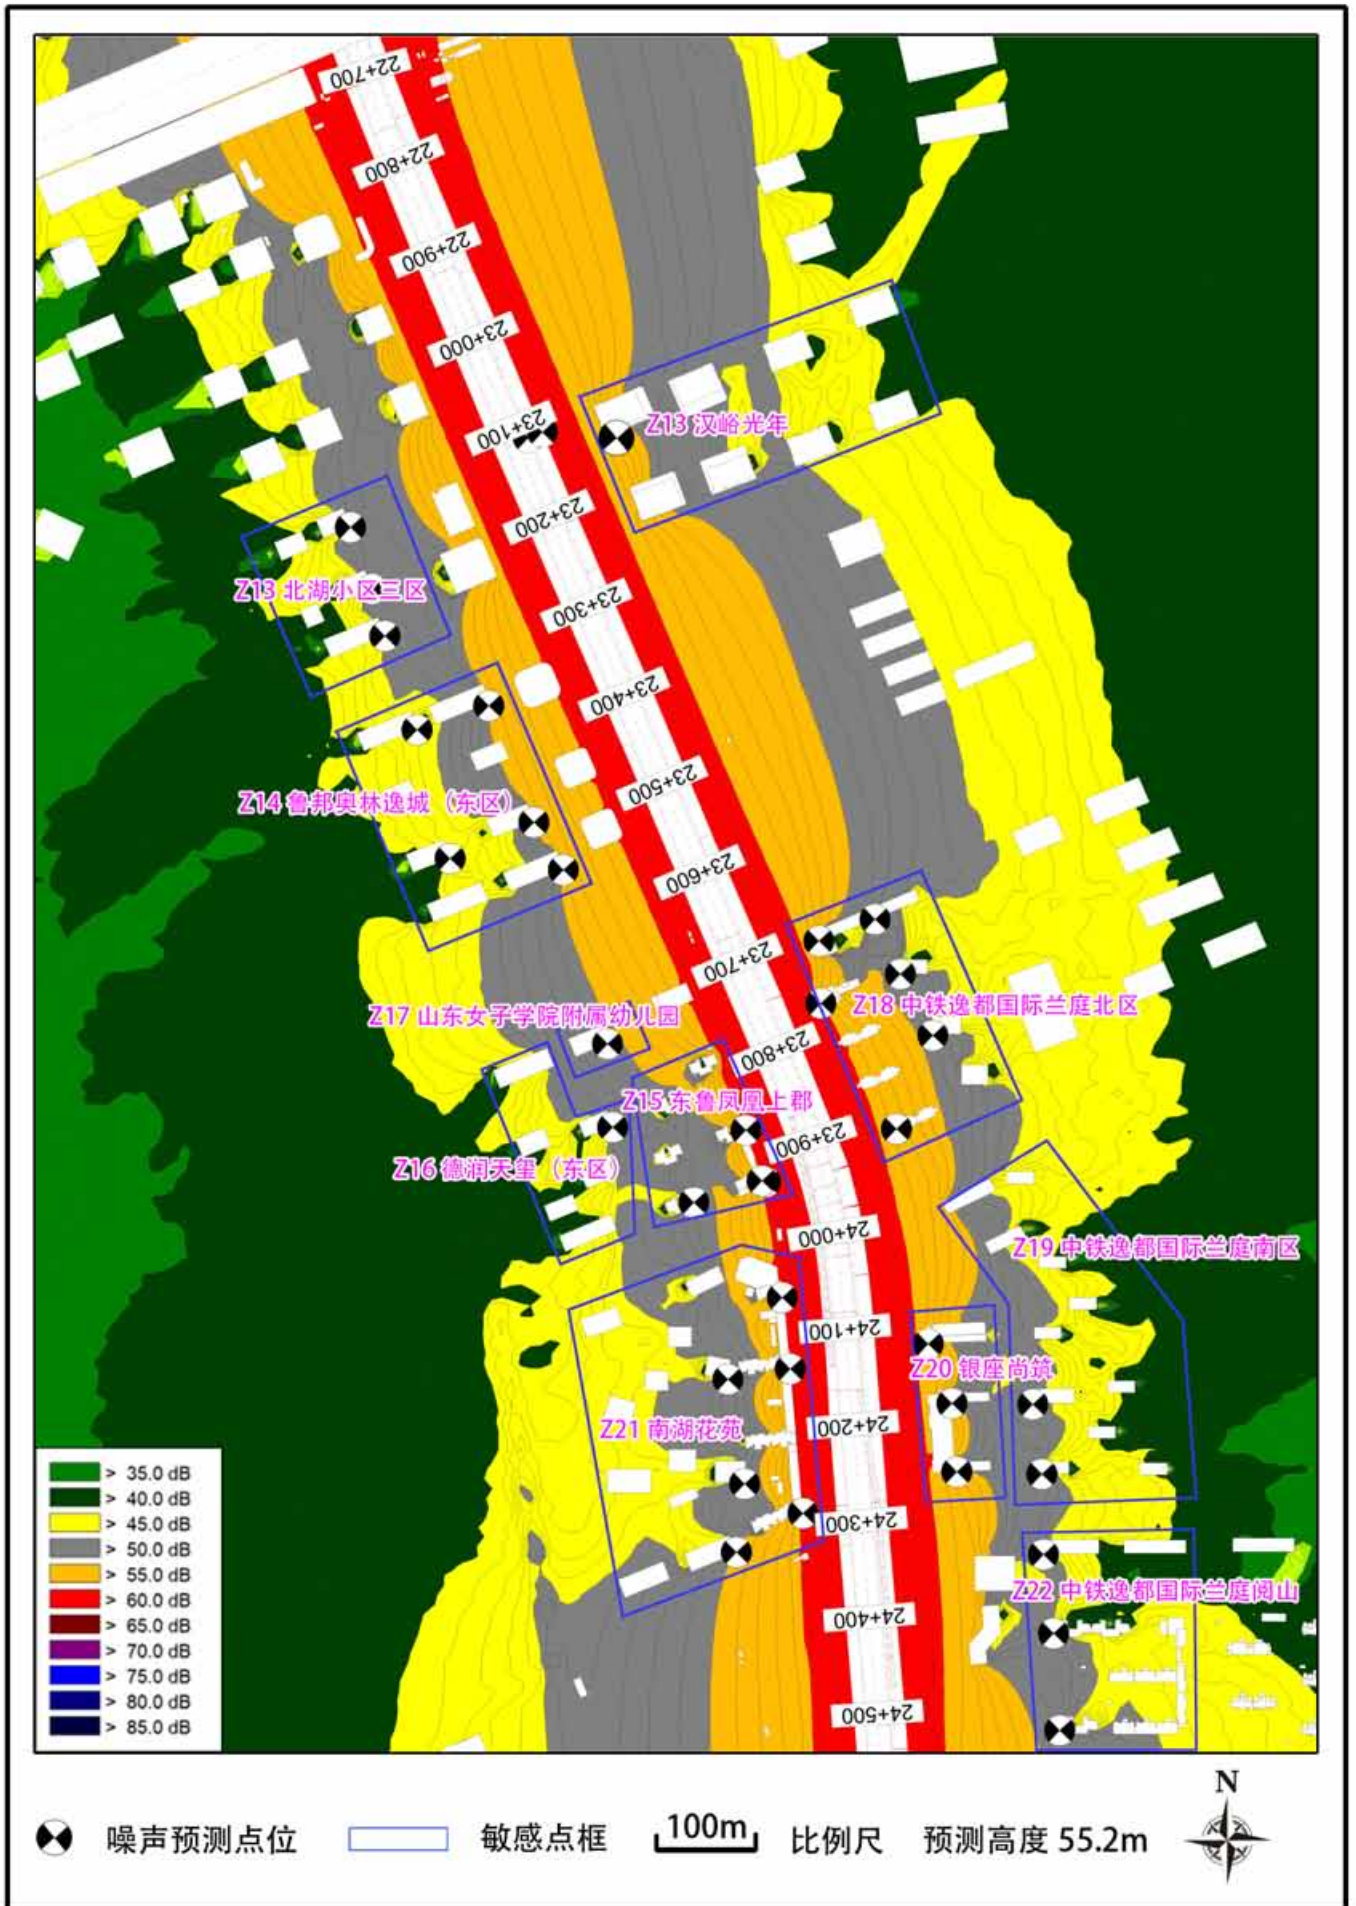 22+700
22+800
22+900
23+000
23+100
Z13 汉峪光年
23+200
Z13 北湖小区三区
23+300
23+400
23+500
Z14 鲁邦奥林逸城（东区）
23+600
23+700
Z18 中铁逸都国际兰庭北区
Z17 山东女子学院附属幼儿园
23+800
Z15 东鲁凤凰上郡
23+900
Z16 德润天玺（东区）
24+000
Z19 中铁逸都国际兰庭南区
24+100
Z20 银座尚筑
24+200
Z21 南湖花苑
24+300
Z22 中铁逸都国际兰庭阅山
24+400
24+500
> 35.0 dB
> 40.0 dB
> 45.0 dB
> 50.0 dB
> 55.0 dB
> 60.0 dB
> 65.0 dB
> 70.0 dB
> 75.0 dB
> 80.0 dB
> 85.0 dB
N
噪声预测点位 敏感点框 100m 比例尺 预测高度 55.2m